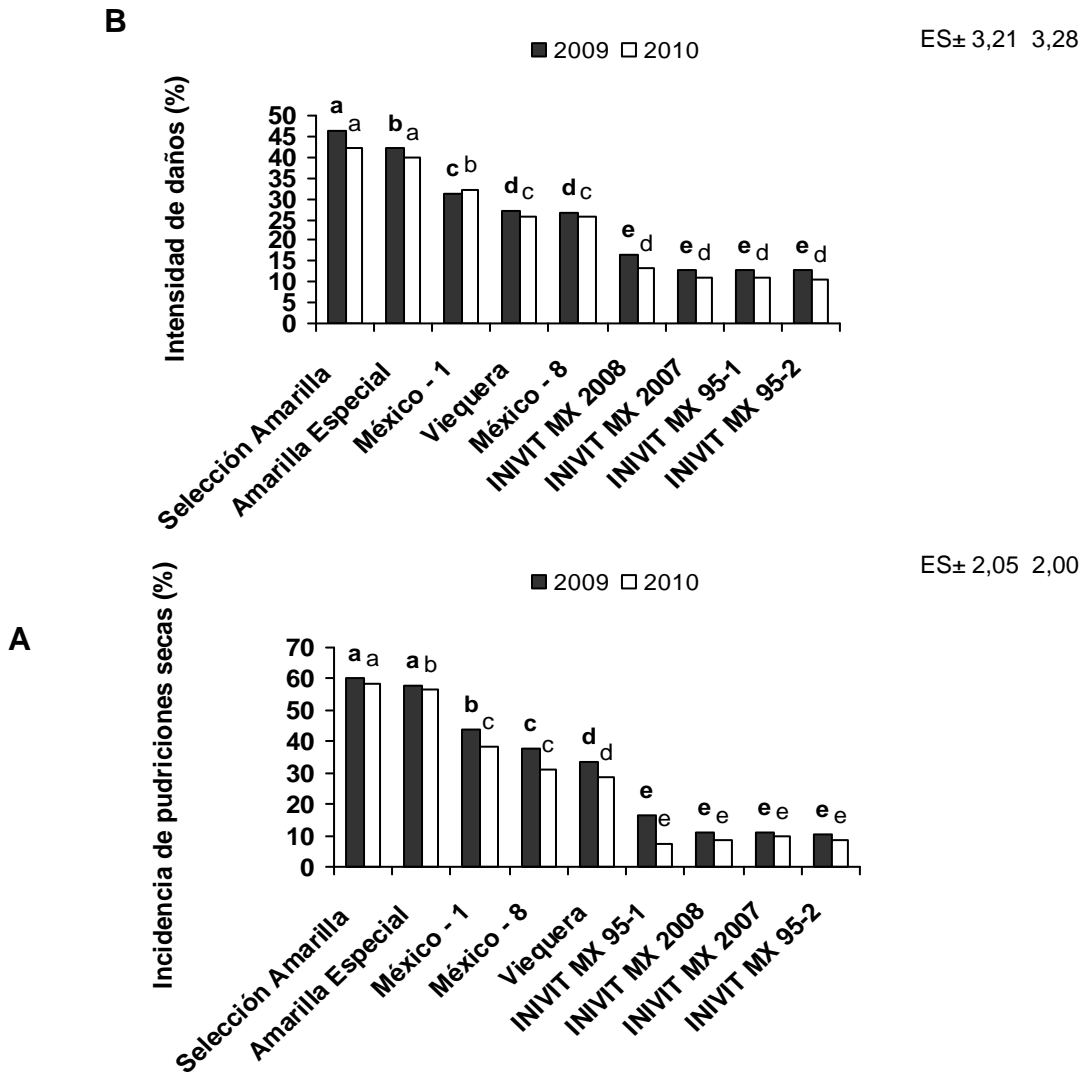 B
ES± 3,21 3,28
2009 2010
Intensidad de daños (%)
50
45
40
35
30
25
20
15
10
5
0
a a b a c b d c d c e d e d e d e d
Selección Amarilla
Amarilla Especial
México - 1
Viequera
México - 8
INIVIT MX 2008
INIVIT MX 2007
INIVIT MX 95-1
INIVIT MX 95-2
A
ES± 2,05 2,00
2009 2010
Incidencia de pudriciones secas (%)
70
60
50
40
30
20
10
0
a a a b b c c c d d e e e e e e e e
Selección Amarilla
Amarilla Especial
México - 1
México - 8
Viequera
INIVIT MX 95-1
INIVIT MX 2008
INIVIT MX 2007
INIVIT MX 95-2